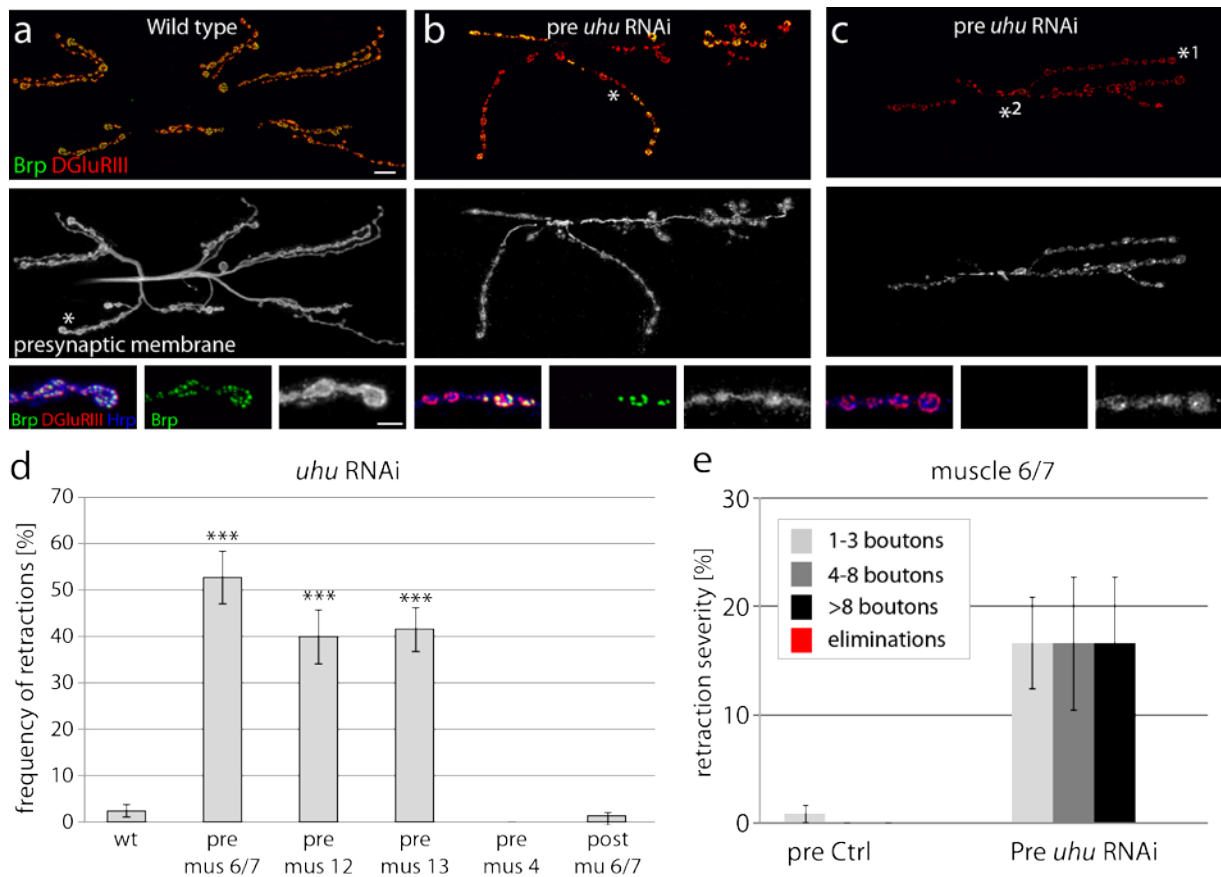 a
Wild type
Brp DGluRIII
*
presynaptic membrane
Brp DGluRIII Hrp
Brp
b
pre uhu RNAi
*
c
pre uhu RNAi
*1
*2
d
uhu RNAi
frequency of retractions [%]
70
60
50
40
30
20
10
0
***
***
***
wt
pre
mus 6/7
pre
mus 12
pre
mus 13
pre
mus 4
post
mu 6/7
e
muscle 6/7
retraction severity [%]
30
20
10
0
1-3 boutons
4-8 boutons
>8 boutons
eliminations
pre Ctrl
Pre uhu RNAi